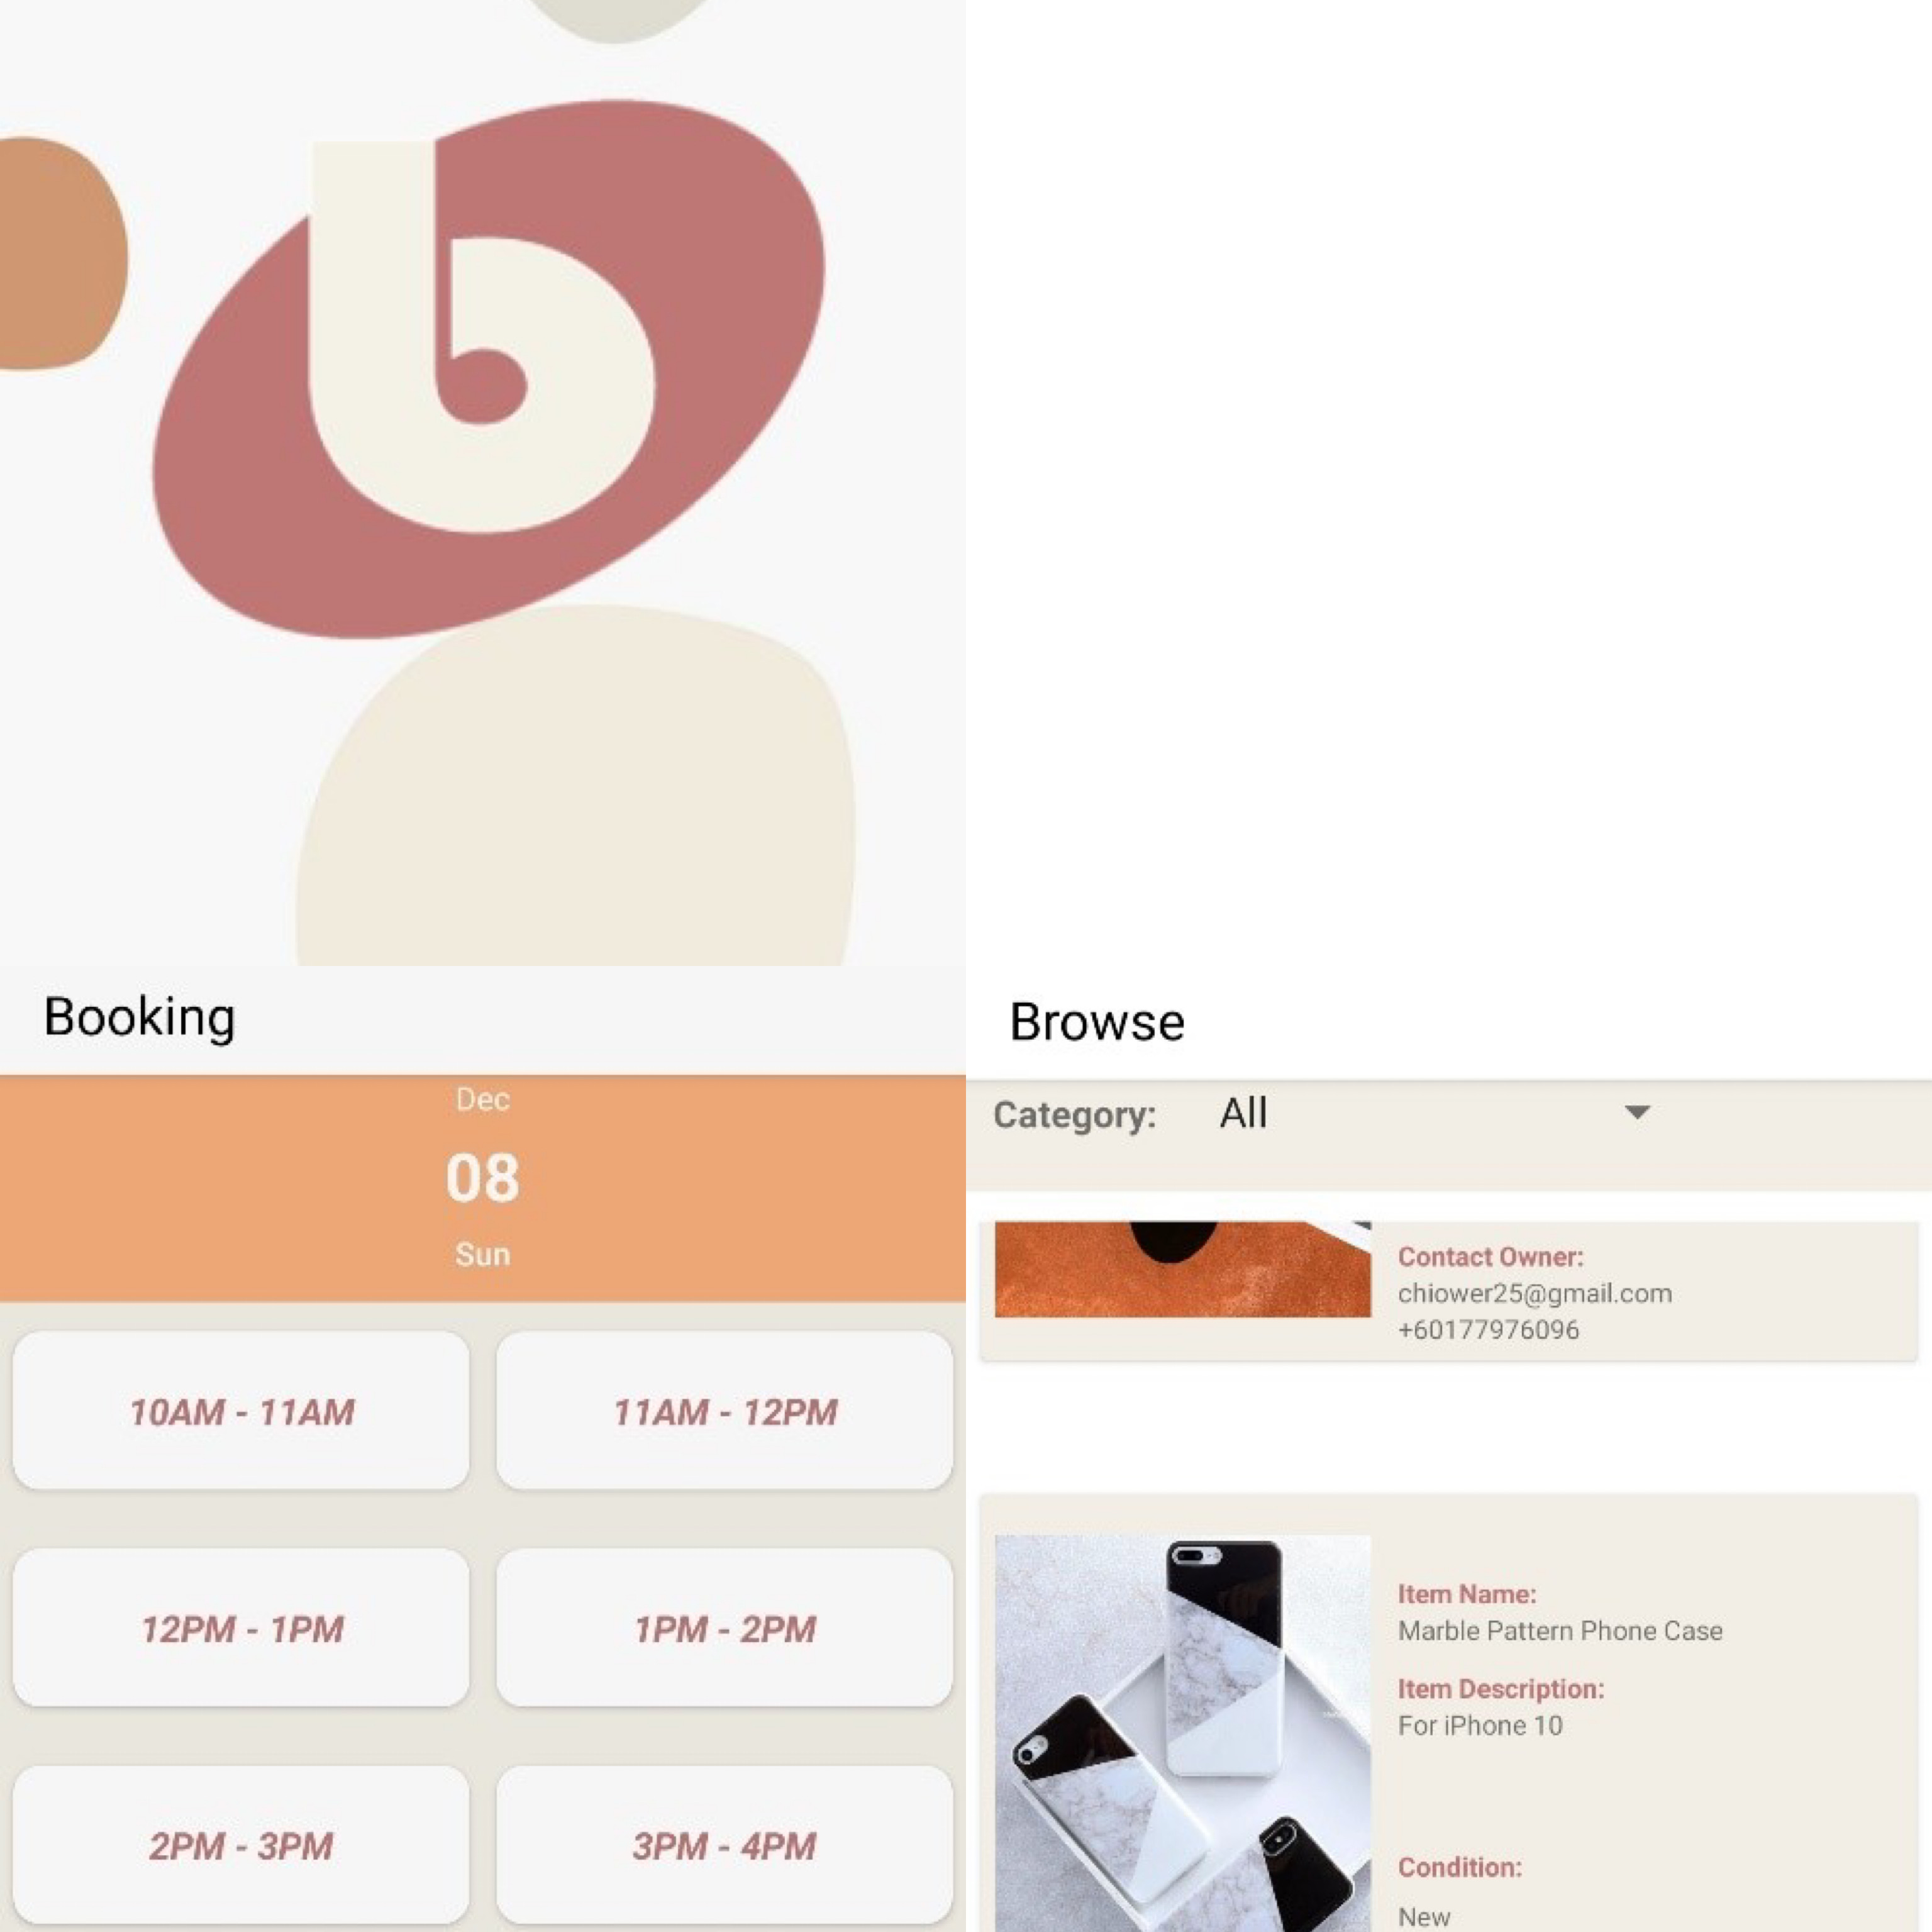 b
Booking
Dec
08
Sun
10AM - 11AM
11AM - 12PM
12PM - 1PM
1PM - 2PM
2PM - 3PM
3PM - 4PM
Browse
Category: All
Contact Owner:
chiower25@gmail.com
+60177976096
Item Name:
Marble Pattern Phone Case
Item Description:
For iPhone 10
Condition:
New